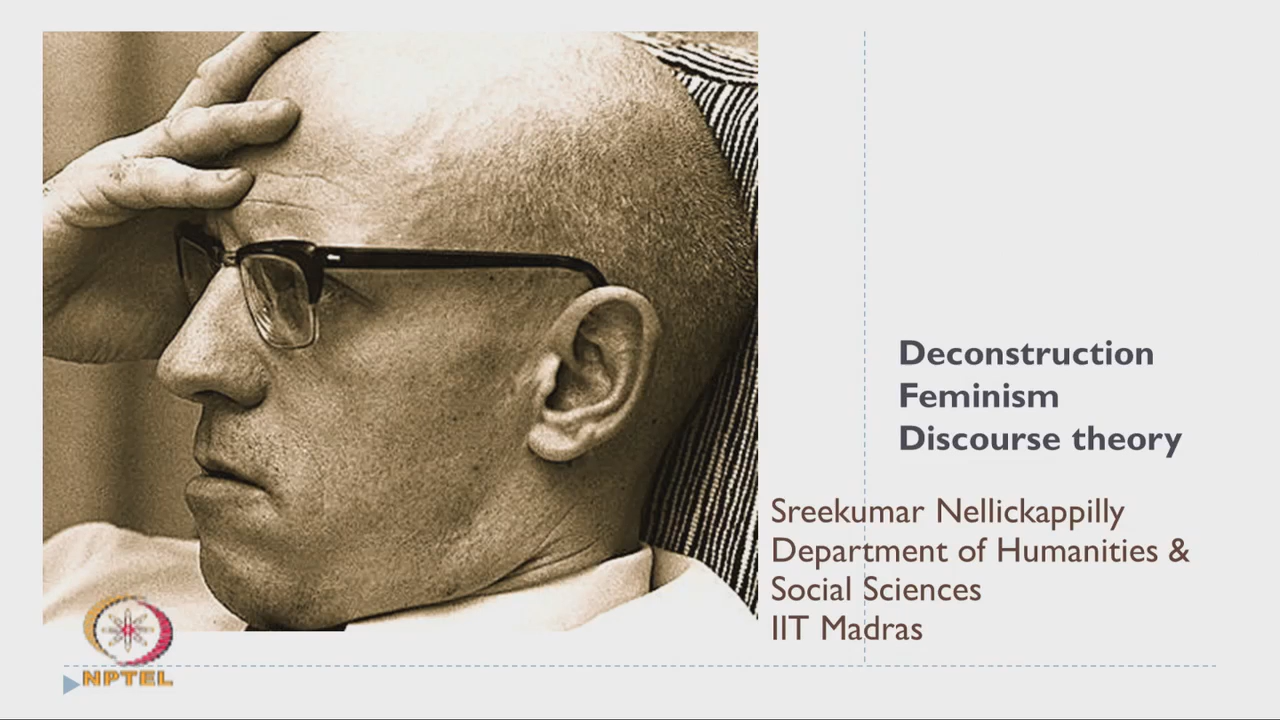 Deconstruction
Feminism
Discourse theory
Sreekumar Nellickappilly
Department of Humanities &
Social Sciences
IIT Madras
NPTEL